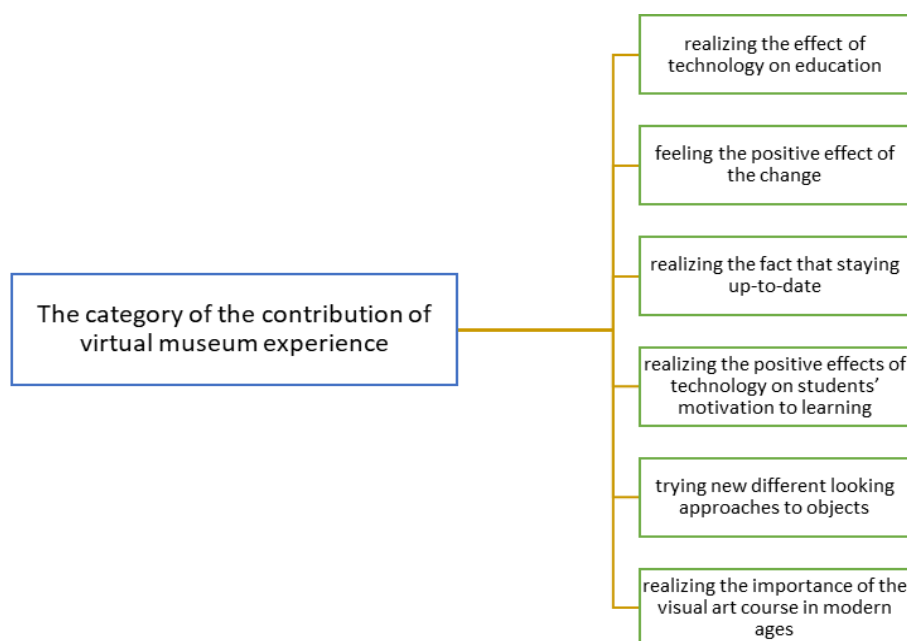 realizing the effect of
technology on education
feeling the positive effect of
the change
realizing the fact that staying
up-to-date
The category of the contribution of
virtual museum experience
realizing the positive effects of
technology on students’
motivation to learning
trying new different looking
approaches to objects
realizing the importance of the
visual art course in modern
ages